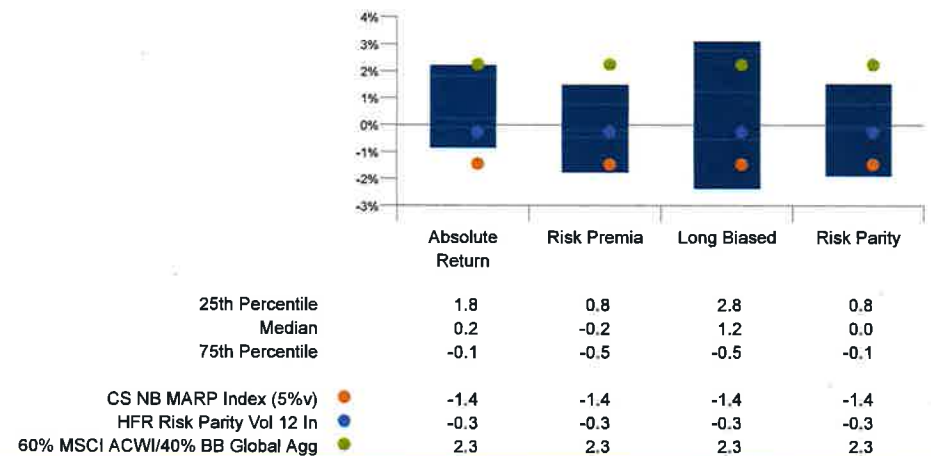 4%
3%
2%
1%
0%
-1%
-2%
-3%
Absolute Return Risk Premia Long Biased Risk Parity
25th Percentile 1.8 0.8 2.8 0.8
Median 0.2 -0.2 1.2 0.0
75th Percentile -0.1 -0.5 -0.5 -0.1
CS NB MARP Index (5%v) -1.4 -1.4 -1.4 -1.4
HFR Risk Parity Vol 12 In -0.3 -0.3 -0.3 -0.3
60% MSCI ACWI/40% BB Global Agg 2.3 2.3 2.3 2.3